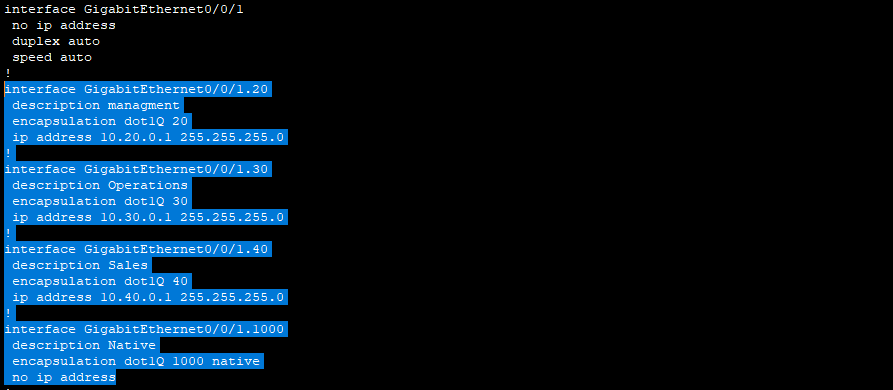 interface GigabitEthernet0/0/1
no ip address
duplex auto
speed auto
!
interface GigabitEthernet0/0/1.20
description managment
encapsulation dot1Q 20
ip address 10.20.0.1 255.255.255.0
!
interface GigabitEthernet0/0/1.30
description Operations
encapsulation dot1Q 30
ip address 10.30.0.1 255.255.255.0
!
interface GigabitEthernet0/0/1.40
description Sales
encapsulation dot1Q 40
ip address 10.40.0.1 255.255.255.0
!
interface GigabitEthernet0/0/1.1000
description Native
encapsulation dot1Q 1000 native
no ip address